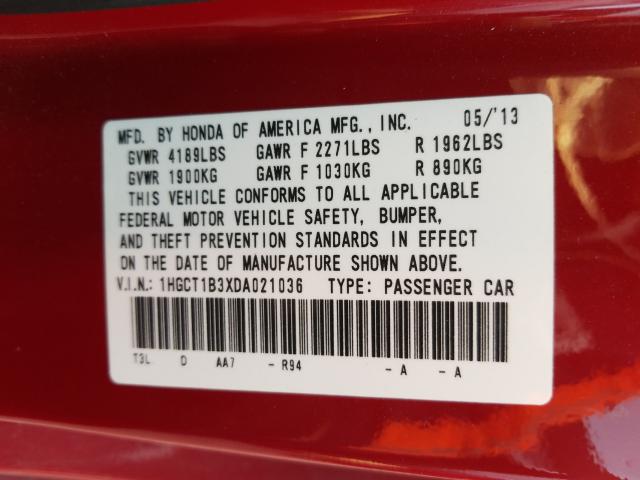 MFD. BY HONDA OF AMERICA MFG., INC. 05/'13
GVWR 4189LBS GAWR F 2271LBS R 1962LBS
GVWR 1900KG GAWR F 1030KG R 890KG
THIS VEHICLE CONFORMS TO ALL APPLICABLE
FEDERAL MOTOR VEHICLE SAFETY, BUMPER,
AND THEFT PREVENTION STANDARDS IN EFFECT
ON THE DATE OF MANUFACTURE SHOWN ABOVE.
V.I.N.: 1HGCT1B3XDA021036 TYPE: PASSENGER CAR
T3L D AA7 - R94 - A - A